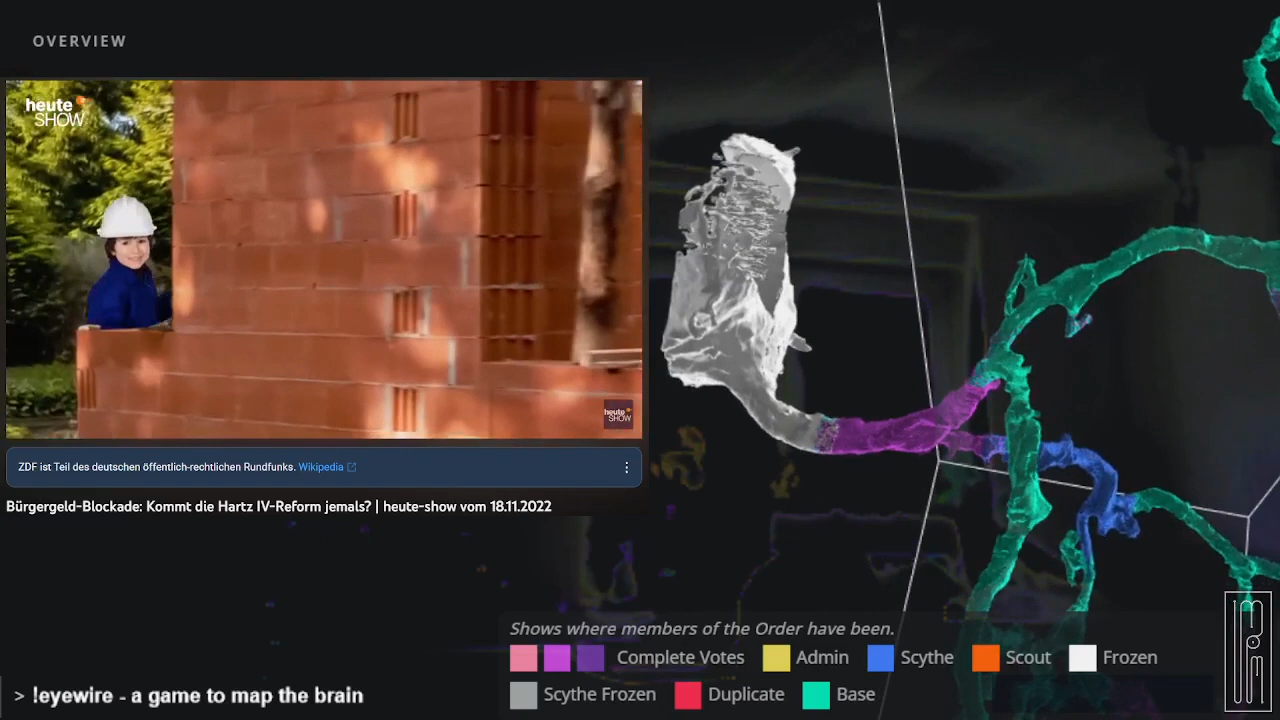 OVERVIEW
heute
SHOW
heute
SHOW
ZDF ist Teil des deutschen öffentlich-rechtlichen Rundfunks. Wikipedia
Bürgergeld-Blockade: Kommt die Hartz IV-Reform jemals? | heute-show vom 18.11.2022
Shows where members of the Order have been.
Complete Votes Admin Scythe Scout Frozen
Scythe Frozen Duplicate Base
> !eyewire - a game to map the brain